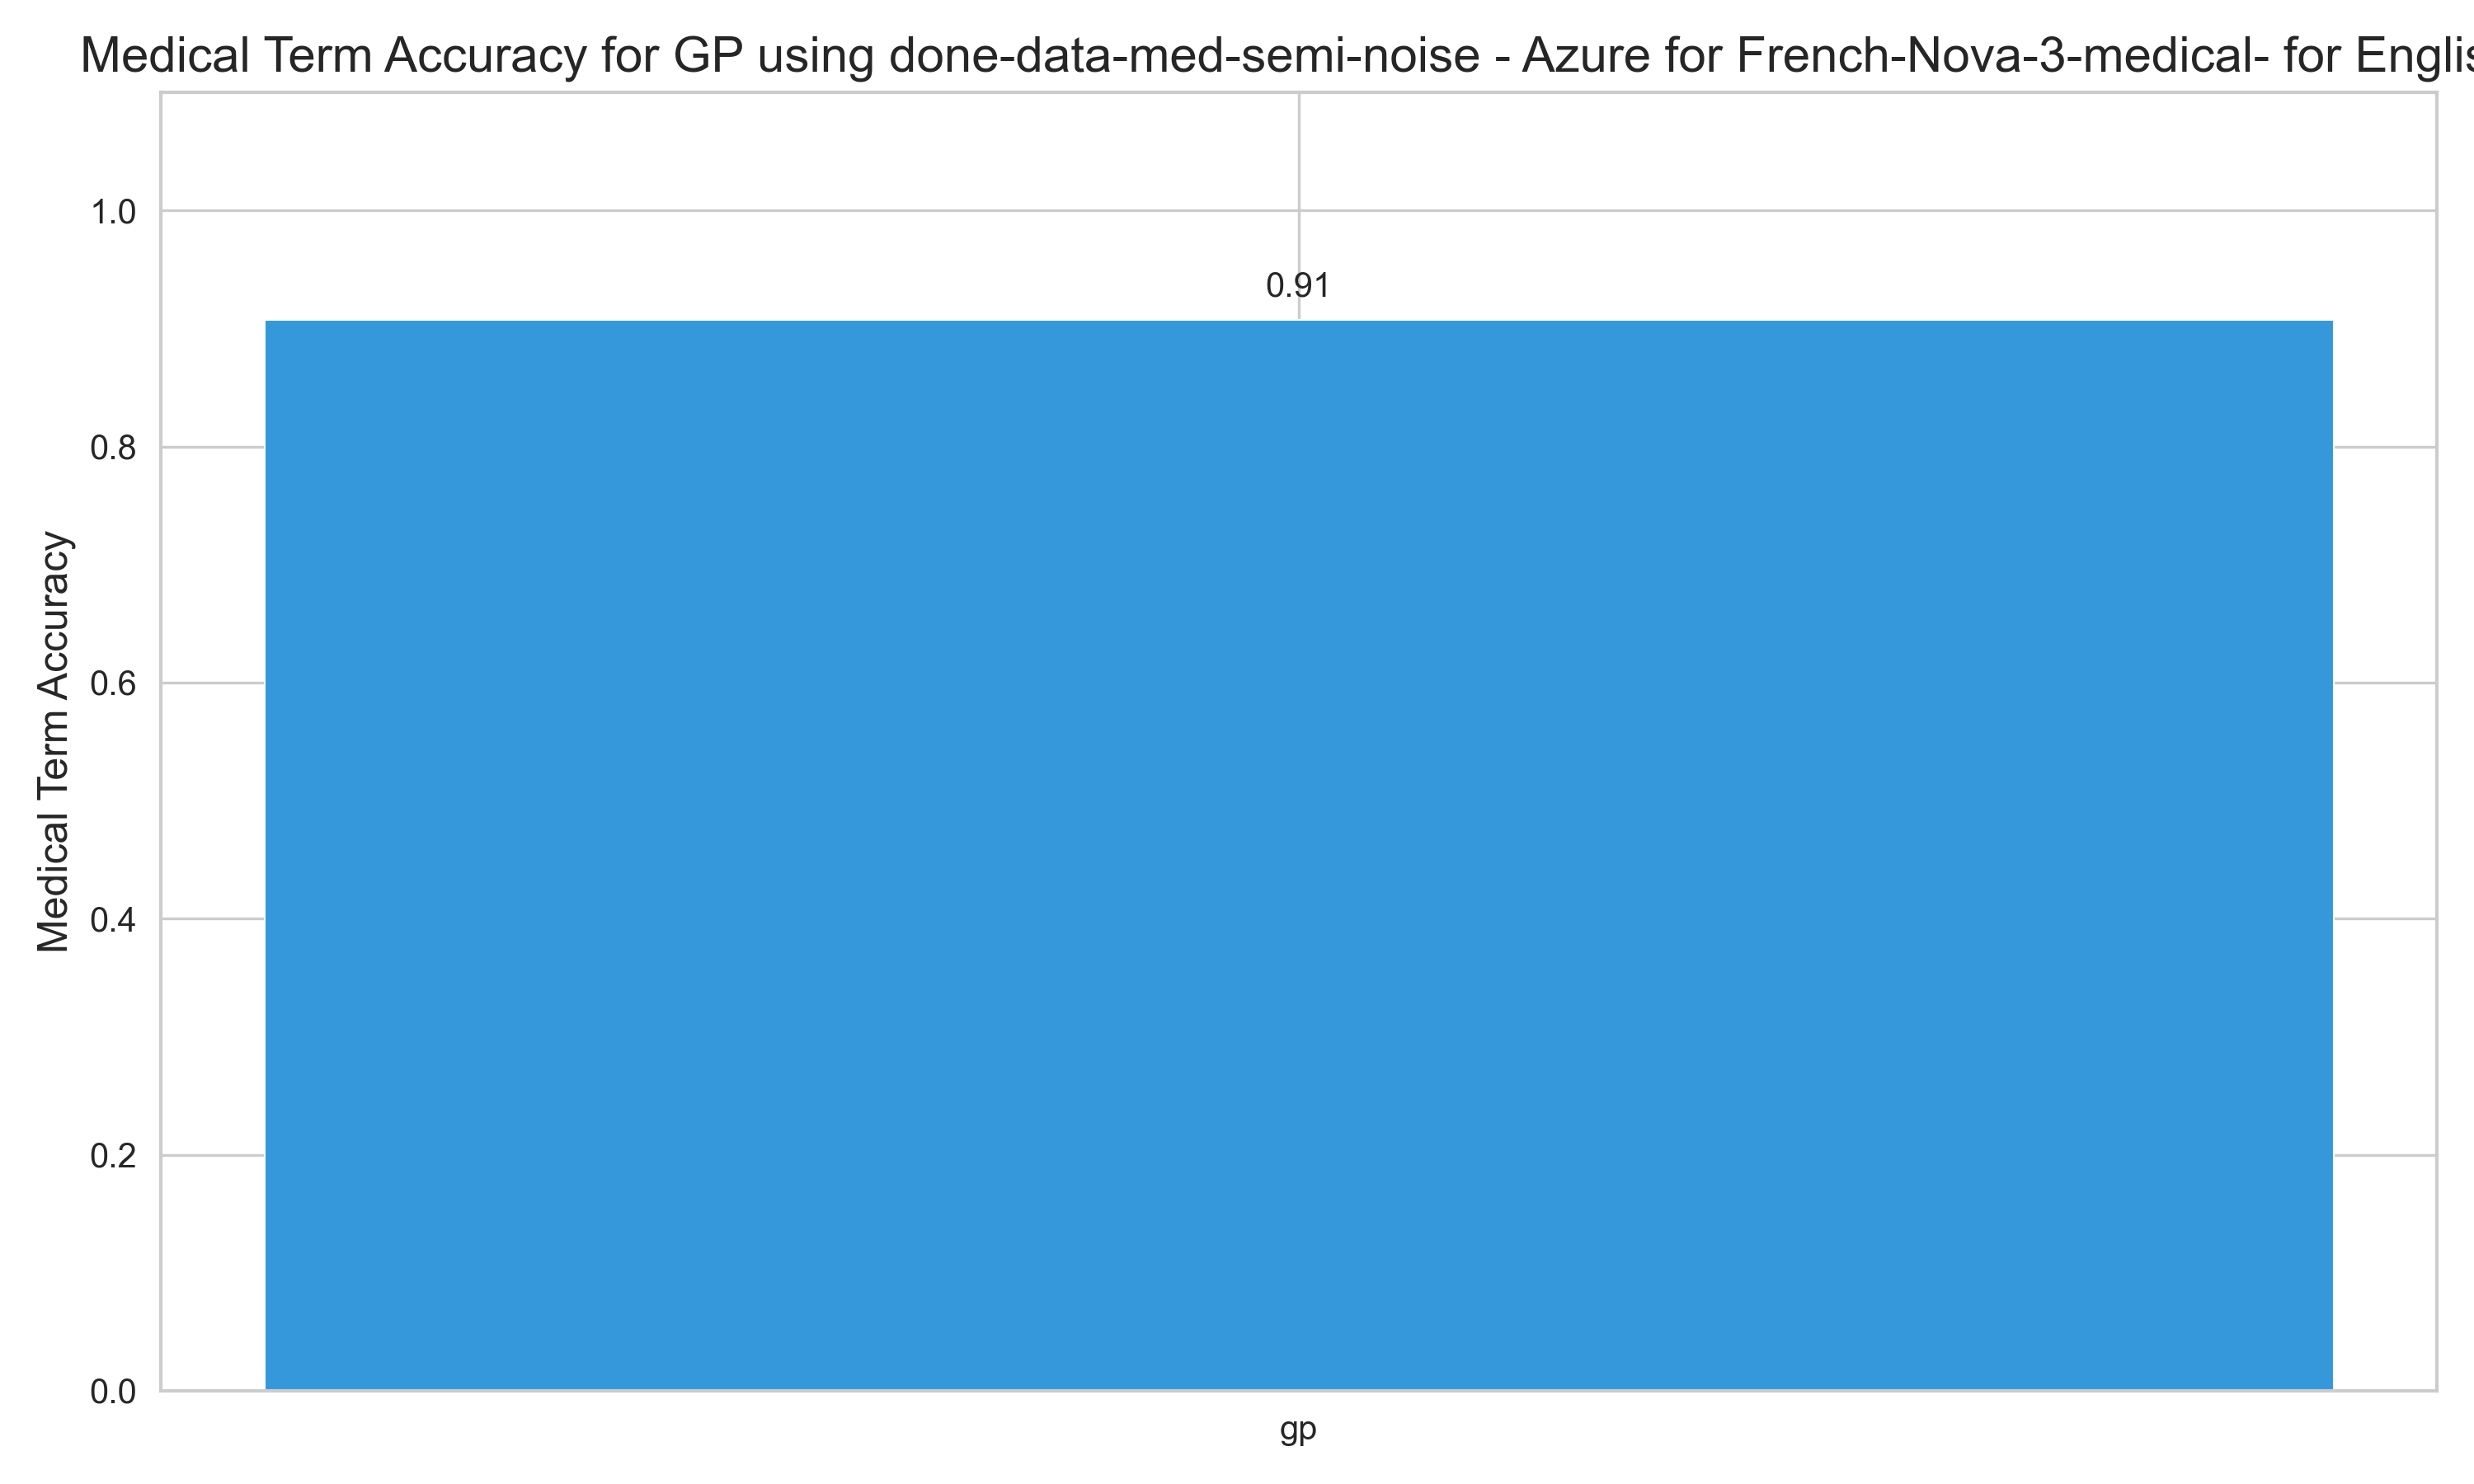 Medical Term Accuracy for GP using done-data-med-semi-noise - Azure for French-Nova-3-medical- for
1.0
0.91
0.8
0.6
0.4
0.2
0.0
Medical Term Accuracy
gp